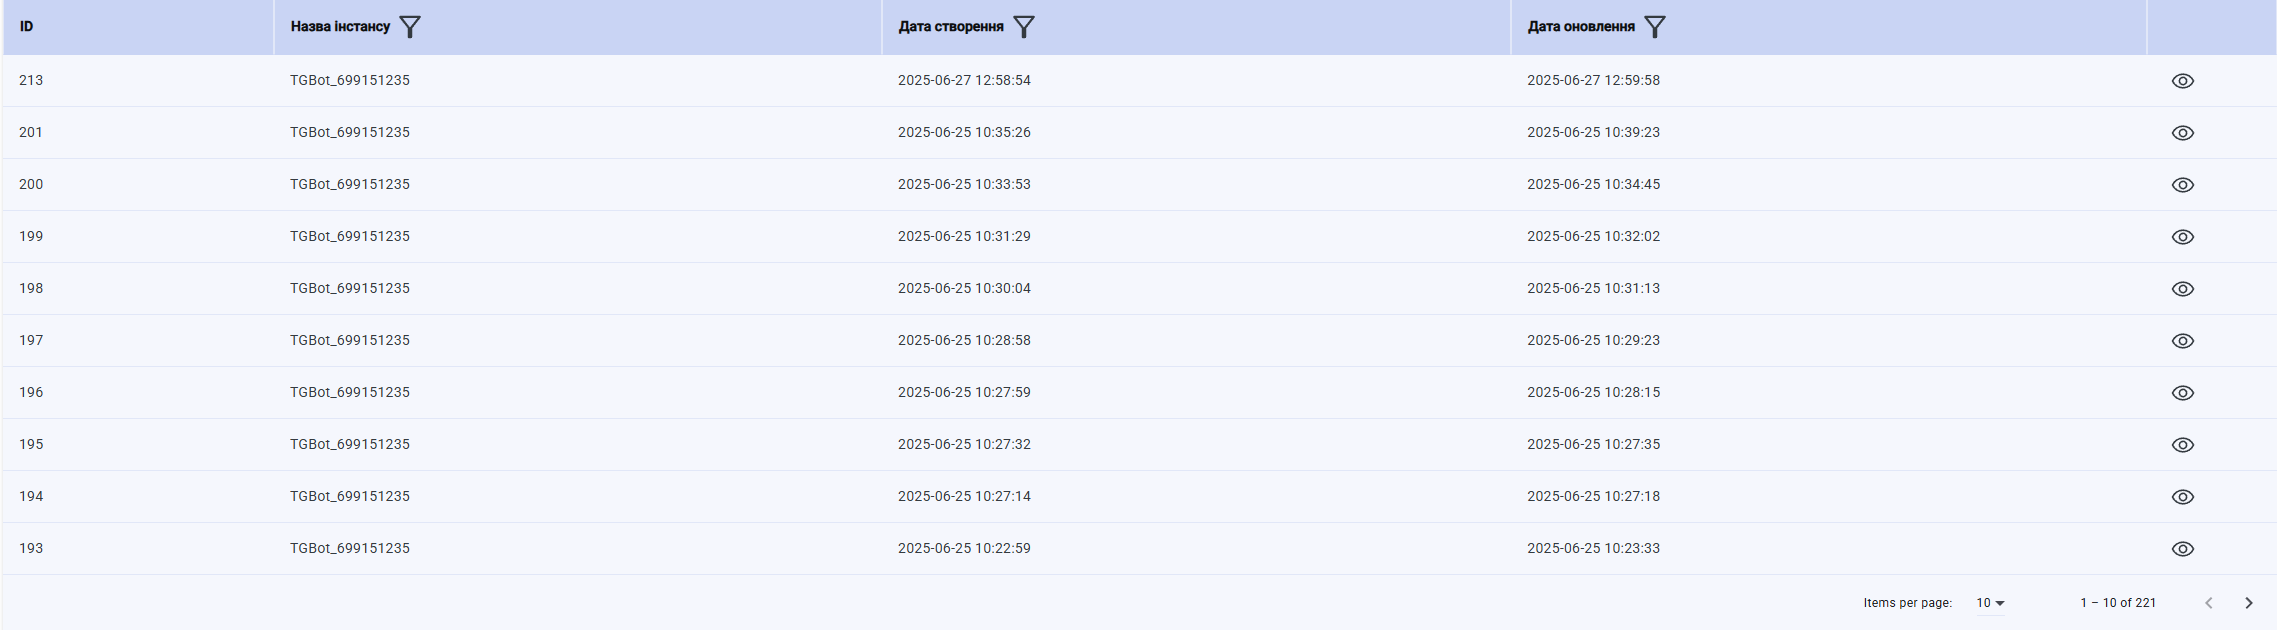 ID Назва інстансу Дата створення Дата оновлення
213 TGBot_699151235 2025-06-27 12:58:54 2025-06-27 12:59:58
201 TGBot_699151235 2025-06-25 10:35:26 2025-06-25 10:39:23
200 TGBot_699151235 2025-06-25 10:33:53 2025-06-25 10:34:45
199 TGBot_699151235 2025-06-25 10:31:29 2025-06-25 10:32:02
198 TGBot_699151235 2025-06-25 10:30:04 2025-06-25 10:31:13
197 TGBot_699151235 2025-06-25 10:28:58 2025-06-25 10:29:23
196 TGBot_699151235 2025-06-25 10:27:59 2025-06-25 10:28:15
195 TGBot_699151235 2025-06-25 10:27:32 2025-06-25 10:27:35
194 TGBot_699151235 2025-06-25 10:27:14 2025-06-25 10:27:18
193 TGBot_699151235 2025-06-25 10:22:59 2025-06-25 10:23:33
Items per page: 10 1 – 10 of 221